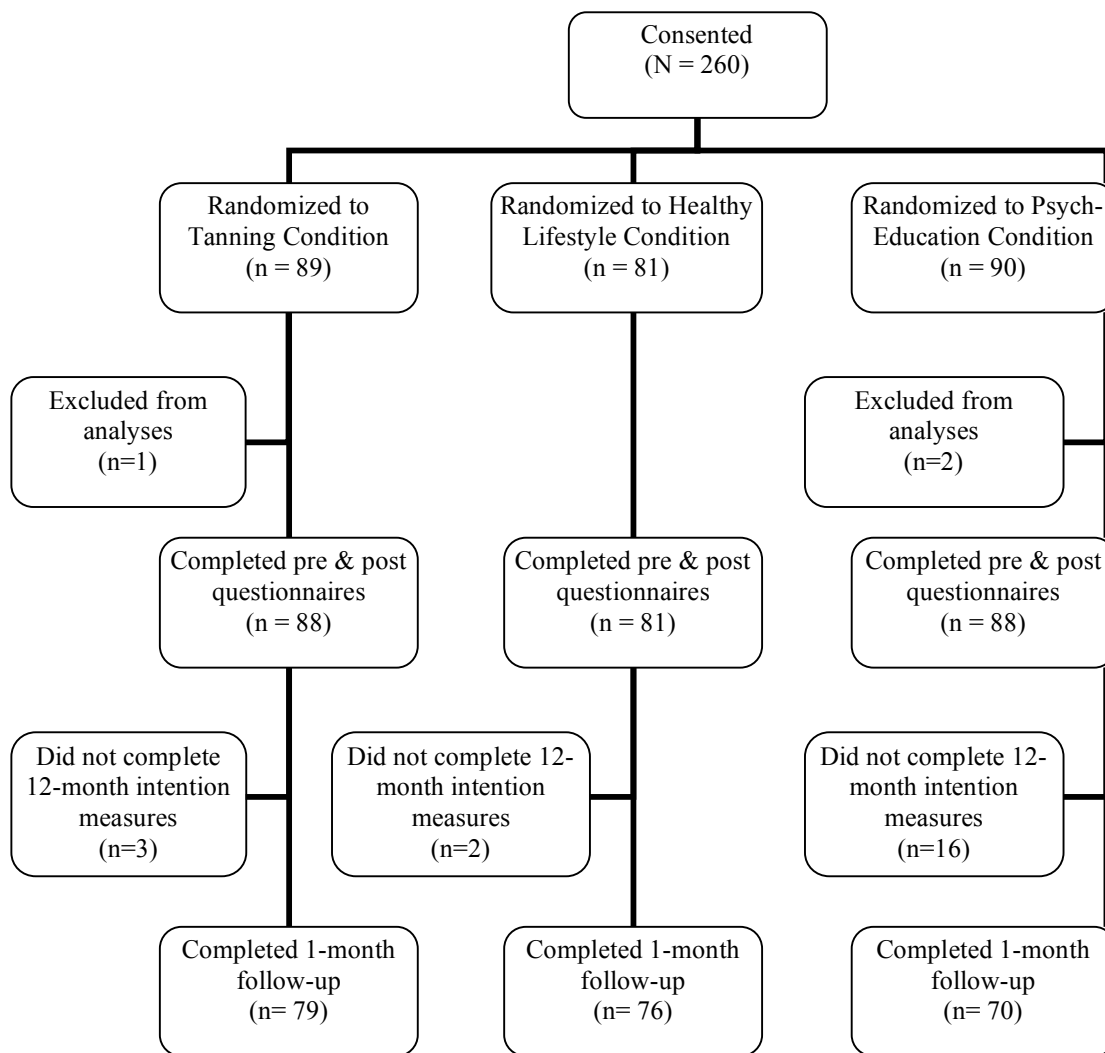 Consented
(N = 260)
Randomized to
Tanning Condition
(n = 89)
Randomized to Healthy
Lifestyle Condition
(n = 81)
Randomized to Psych-
Education Condition
(n = 90)
Excluded from
analyses
(n=1)
Excluded from
analyses
(n=2)
Completed pre & post
questionnaires
(n = 88)
Completed pre & post
questionnaires
(n = 81)
Completed pre & post
questionnaires
(n = 88)
Did not complete
12-month intention
measures
(n=3)
Did not complete 12-
month intention
measures
(n=2)
Did not complete 12-
month intention
measures
(n=16)
Completed 1-month
follow-up
(n= 79)
Completed 1-month
follow-up
(n= 76)
Completed 1-month
follow-up
(n= 70)